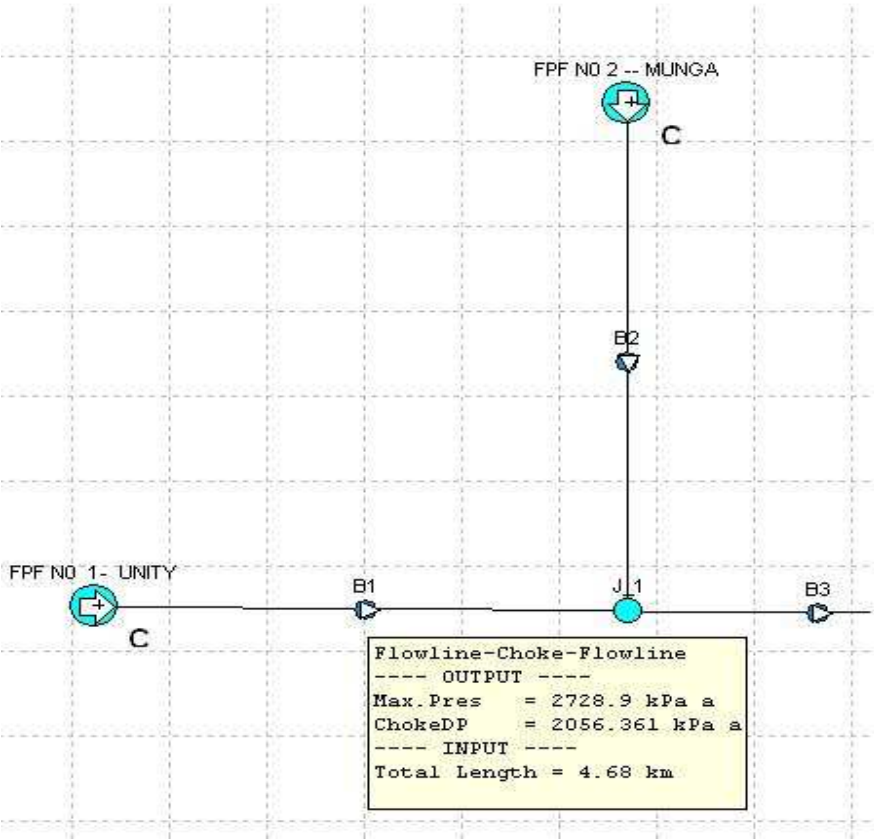 FPF N0 2 -- MUNGA
C
B2
FPF N0 1- UNITY
C
B1
J_1
B3
Flowline-Choke-Flowline
---- OUTPUT ----
Max.Pres = 2728.9 kPa a
ChokeDP = 2056.361 kPa a
---- INPUT ----
Total Length = 4.68 km